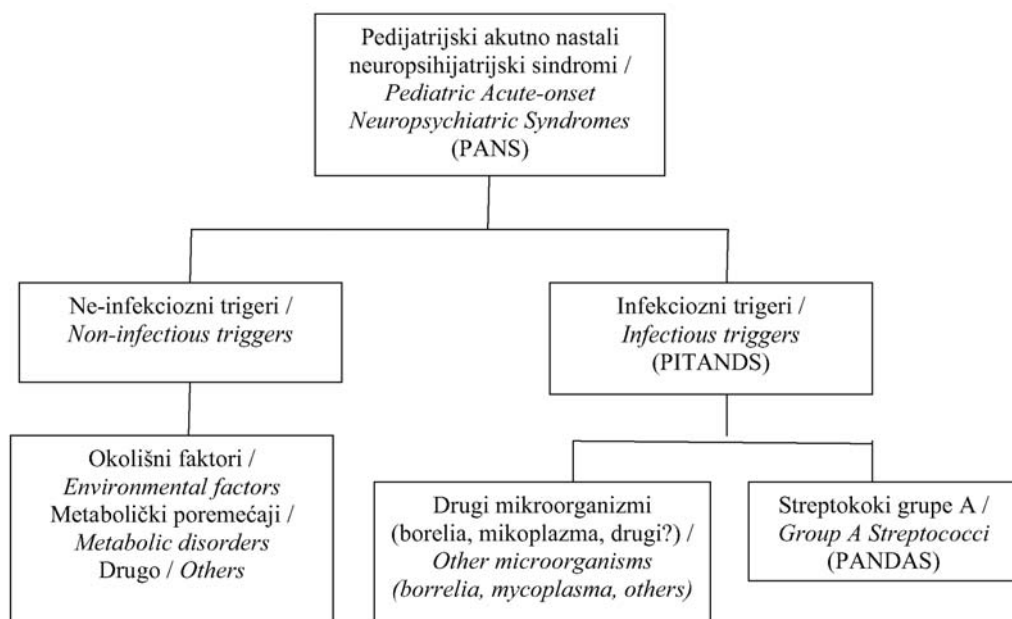 Pedijatrijski akutno nastali
neuropsihijatrijski sindromi /
Pediatric Acute-onset
Neuropsychiatric Syndromes
(PANS)
Ne-infekciozni trigeri /
Non-infectious triggers
Infekciozni trigeri /
Infectious triggers
(PITANDS)
Okolišni faktori /
Environmental factors
Metabolički poremećaji /
Metabolic disorders
Drugo / Others
Drugi mikroorganizmi
(borelia, mikoplazma, drugi?) /
Other microorganisms
(borrelia, mycoplasma, others)
Streptokoki grupe A /
Group A Streptococci
(PANDAS)